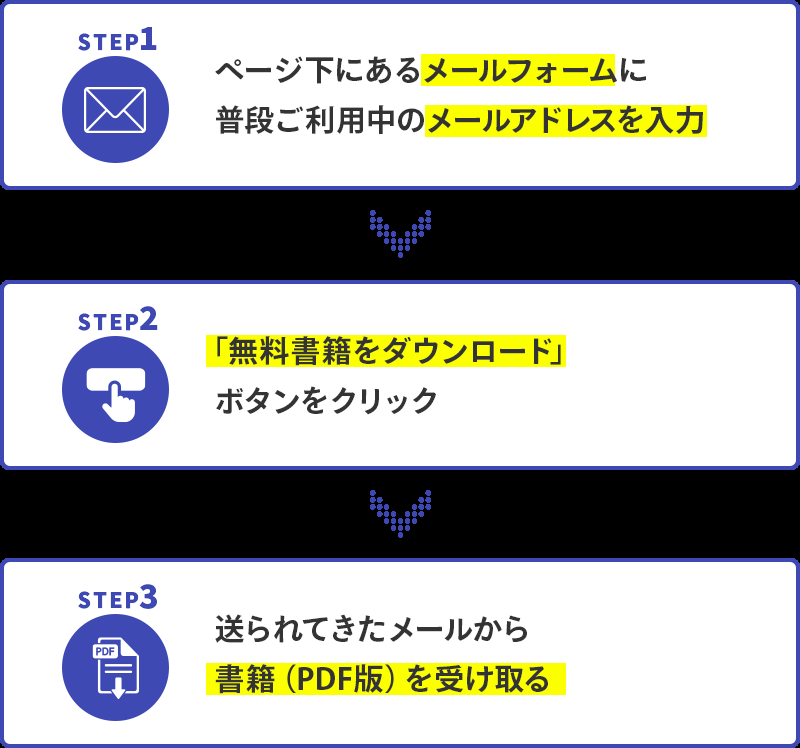 STEP1
ページ下にあるメールフォームに
普段ご利用中のメールアドレスを入力
STEP2
「無料書籍をダウンロード」
ボタンをクリック
STEP3
PDF
送られてきたメールから
書籍（PDF版）を受け取る